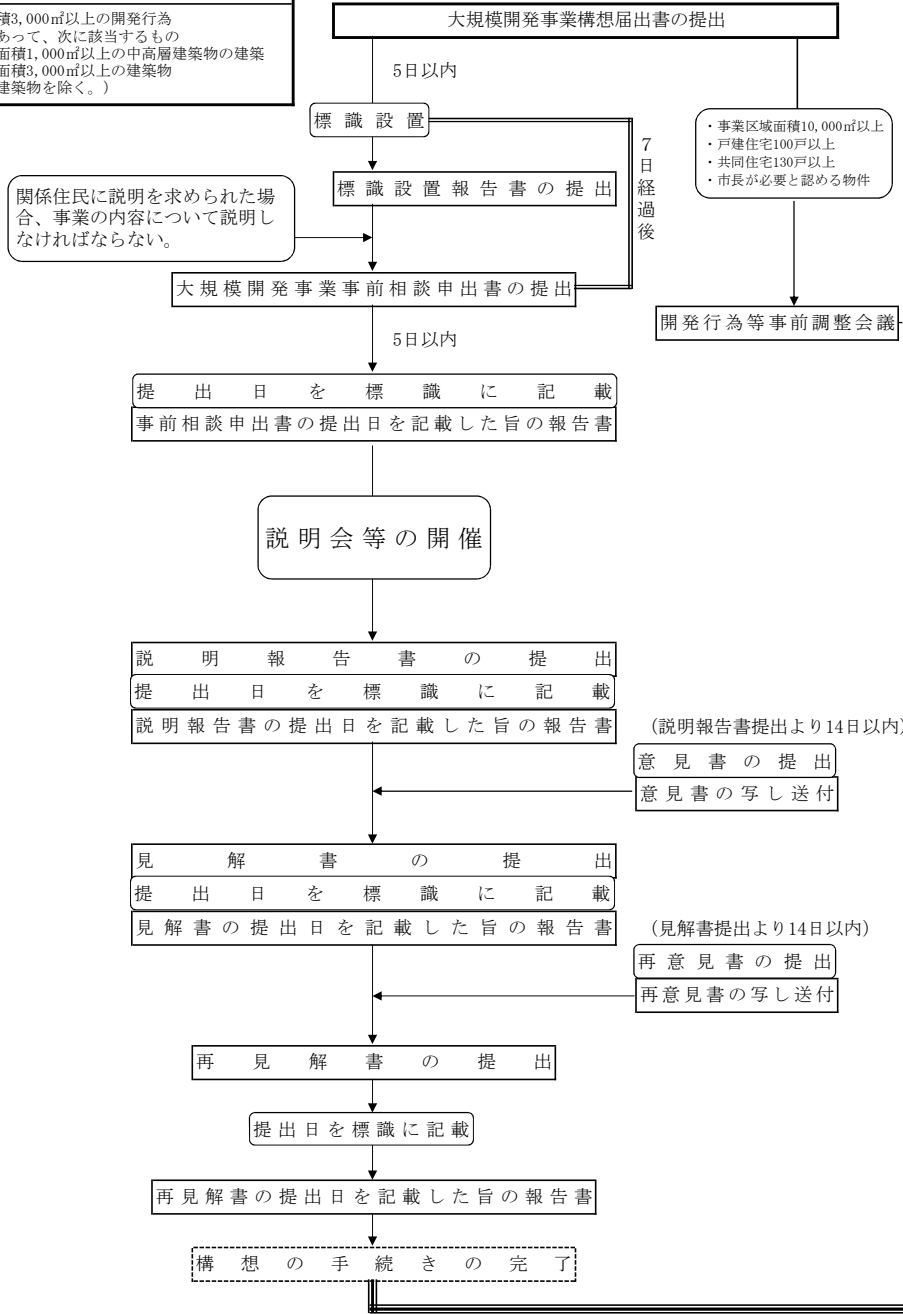 積3,000㎡以上の開発行為
あって、次に該当するもの
面積1,000㎡以上の中高層建築物の建築
面積3,000㎡以上の建築物
建築物を除く。）
大規模開発事業構想届出書の提出
5日以内
標識設置
7日経過後
・事業区域面積10,000㎡以上
・戸建住宅100戸以上
・共同住宅130戸以上
・市長が必要と認める物件
標識設置報告書の提出
関係住民に説明を求められた場
合、事業の内容について説明し
なければならない。
大規模開発事業事前相談申出書の提出
開発行為等事前調整会議
5日以内
提出日を標識に記載
事前相談申出書の提出日を記載した旨の報告書
説明会等の開催
説明報告書の提出
提出日を標識に記載
説明報告書の提出日を記載した旨の報告書
(説明報告書提出より14日以内)
意見書の提出
意見書の写し送付
見解書の提出
提出日を標識に記載
見解書の提出日を記載した旨の報告書
(見解書提出より14日以内)
再意見書の提出
再意見書の写し送付
再見解書の提出
提出日を標識に記載
再見解書の提出日を記載した旨の報告書
構想の手続きの完了